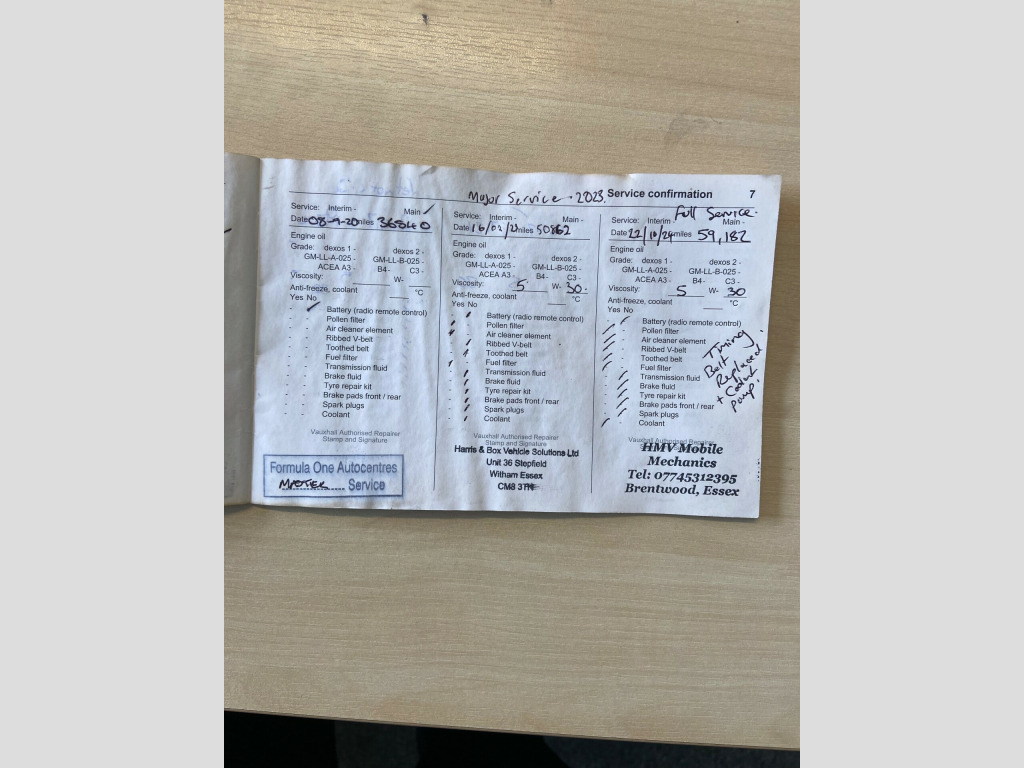 Service confirmation 7
Major Service - 2023.
Service: Interim - Main -
Date 08-9-20 miles 36540
Engine oil
Grade: dexos 1 - dexos 2 -
GM-LL-A-025 - GM-LL-B-025 -
ACEA A3 - B4- C3 -
Viscosity: W-
Anti-freeze, coolant °C
Yes No
- Battery (radio remote control)
- - Pollen filter
- - Air cleaner element
- - Ribbed V-belt
- - Toothed belt
- - Fuel filter
- - Transmission fluid
- - Brake fluid
- - Tyre repair kit
- - Brake pads front / rear
- - Spark plugs
- - Coolant
Vauxhall Authorised Repairer
Stamp and Signature
Formula One Autocentres
Service
Service: Interim - Main -
Date 16/02/23 miles 50862
Engine oil
Grade: dexos 1 - dexos 2 -
GM-LL-A-025 - GM-LL-B-025 -
ACEA A3 - B4- C3 -
Viscosity: 5 W- 30.
Anti-freeze, coolant °C
Yes No
Battery (radio remote control)
Pollen filter
Air cleaner element
Ribbed V-belt
Toothed belt
Fuel filter
Transmission fluid
Brake fluid
Tyre repair kit
Brake pads front / rear
Spark plugs
Coolant
Vauxhall Authorised Repairer
Stamp and Signature
Harris & Box Vehicle Solutions Ltd
Unit 36 Stepfield
Witham Essex
CM8
Full Service.
Service: Interim Main -
Date 22/10/24 miles 59,182
Engine oil
Grade: dexos 1 - dexos 2 -
GM-LL-A-025 - GM-LL-B-025 -
ACEA A3 - B4- C3 -
Viscosity: 5 W- 30
Anti-freeze, coolant °C
Yes No
Battery (radio remote control)
Pollen filter
Air cleaner element
Ribbed V-belt
Toothed belt
Fuel filter
Transmission fluid
Brake fluid
Tyre repair kit
Brake pads front / rear
Spark plugs
Coolant
Timing
Belt
Replaced
+ Coolant
pump.
Vauxhall Authorised Repairer
HMV Mobile
Mechanics
Tel: 07745312395
Brentwood, Essex